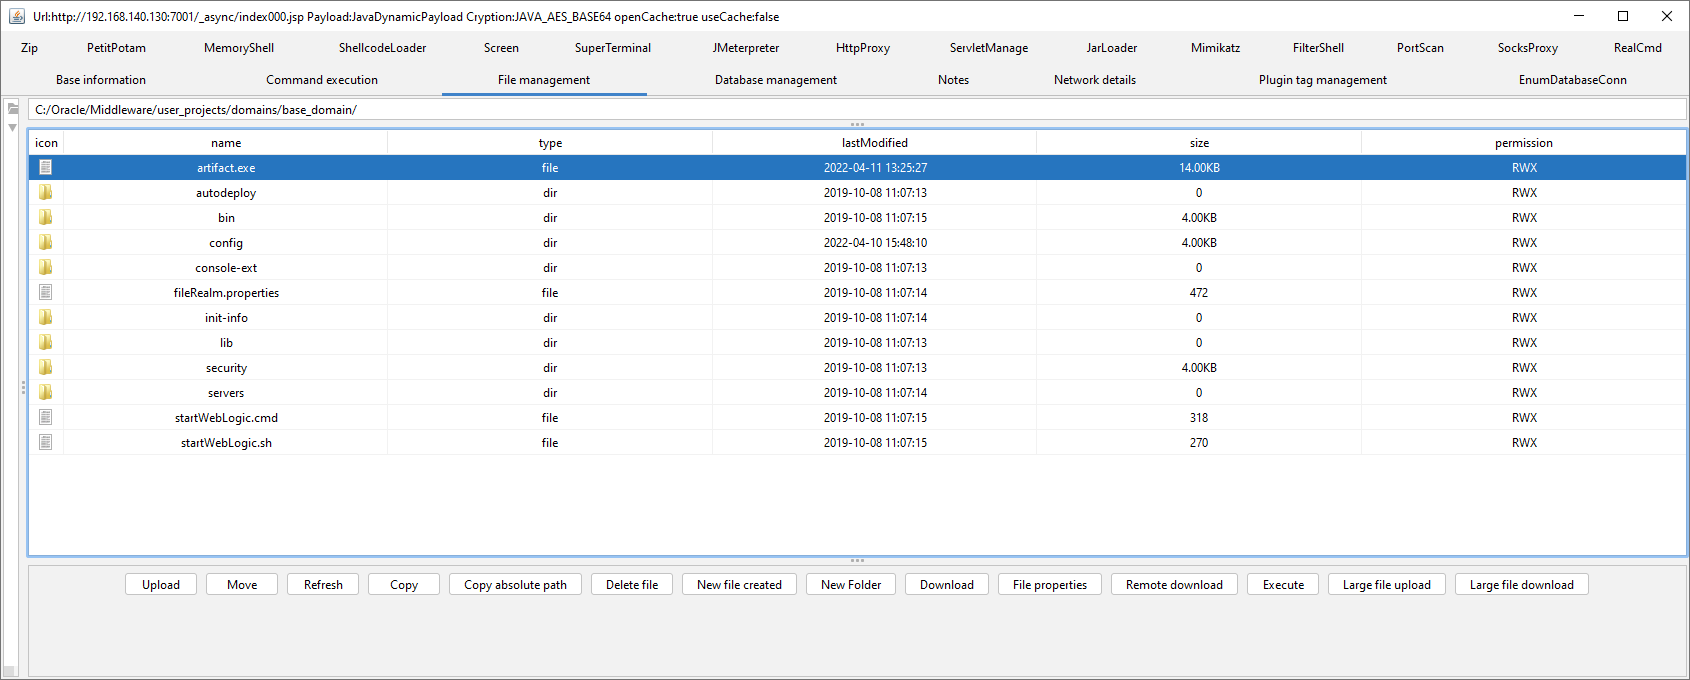 Url:http://192.168.140.130:7001/_async/index000.jsp Payload:JavaDynamicPayload Cryption:JAVA_AES_BASE64 openCache:true useCache:false
Zip PetitPotam MemoryShell ShellcodeLoader Screen SuperTerminal JMeterpreter HttpProxy ServletManage JarLoader Mimikatz FilterShell PortScan SocksProxy RealCmd
Base information Command execution File management Database management Notes Network details Plugin tag management EnumDatabaseConn
C:/Oracle/Middleware/user_projects/domains/base_domain/
icon name type lastModified size permission
artifact.exe file 2022-04-11 13:25:27 14.00KB RWX
autodeploy dir 2019-10-08 11:07:13 0 RWX
bin dir 2019-10-08 11:07:15 4.00KB RWX
config dir 2022-04-10 15:48:10 4.00KB RWX
console-ext dir 2019-10-08 11:07:13 0 RWX
fileRealm.properties file 2019-10-08 11:07:14 472 RWX
init-info dir 2019-10-08 11:07:14 0 RWX
lib dir 2019-10-08 11:07:13 0 RWX
security dir 2019-10-08 11:07:13 4.00KB RWX
servers dir 2019-10-08 11:07:14 0 RWX
startWebLogic.cmd file 2019-10-08 11:07:15 318 RWX
startWebLogic.sh file 2019-10-08 11:07:15 270 RWX
Upload Move Refresh Copy Copy absolute path Delete file New file created New Folder Download File properties Remote download Execute Large file upload Large file download